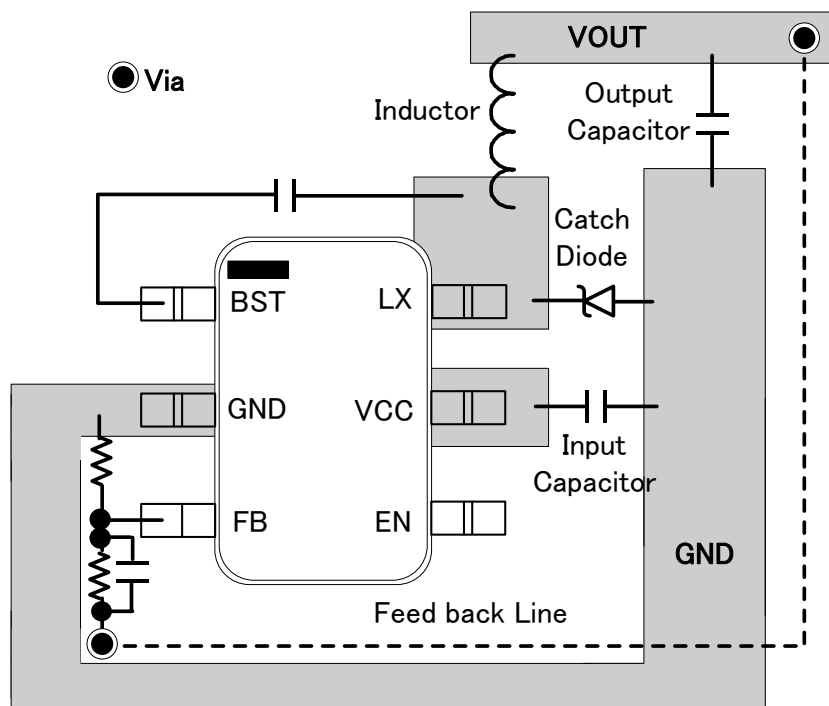 VOUT
Via
Inductor
Output
Capacitor
Catch
Diode
BST
LX
GND
VCC
Input
Capacitor
FB
EN
GND
Feed back Line